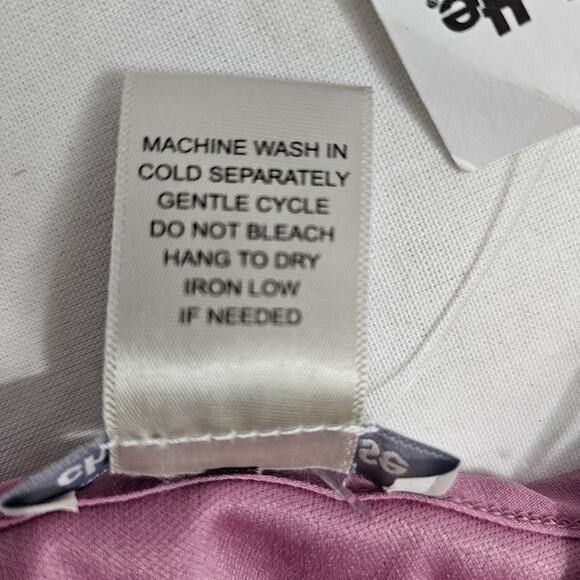 MACHINE WASH IN
COLD SEPARATELY
GENTLE CYCLE
DO NOT BLEACH
HANG TO DRY
IRON LOW
IF NEEDED